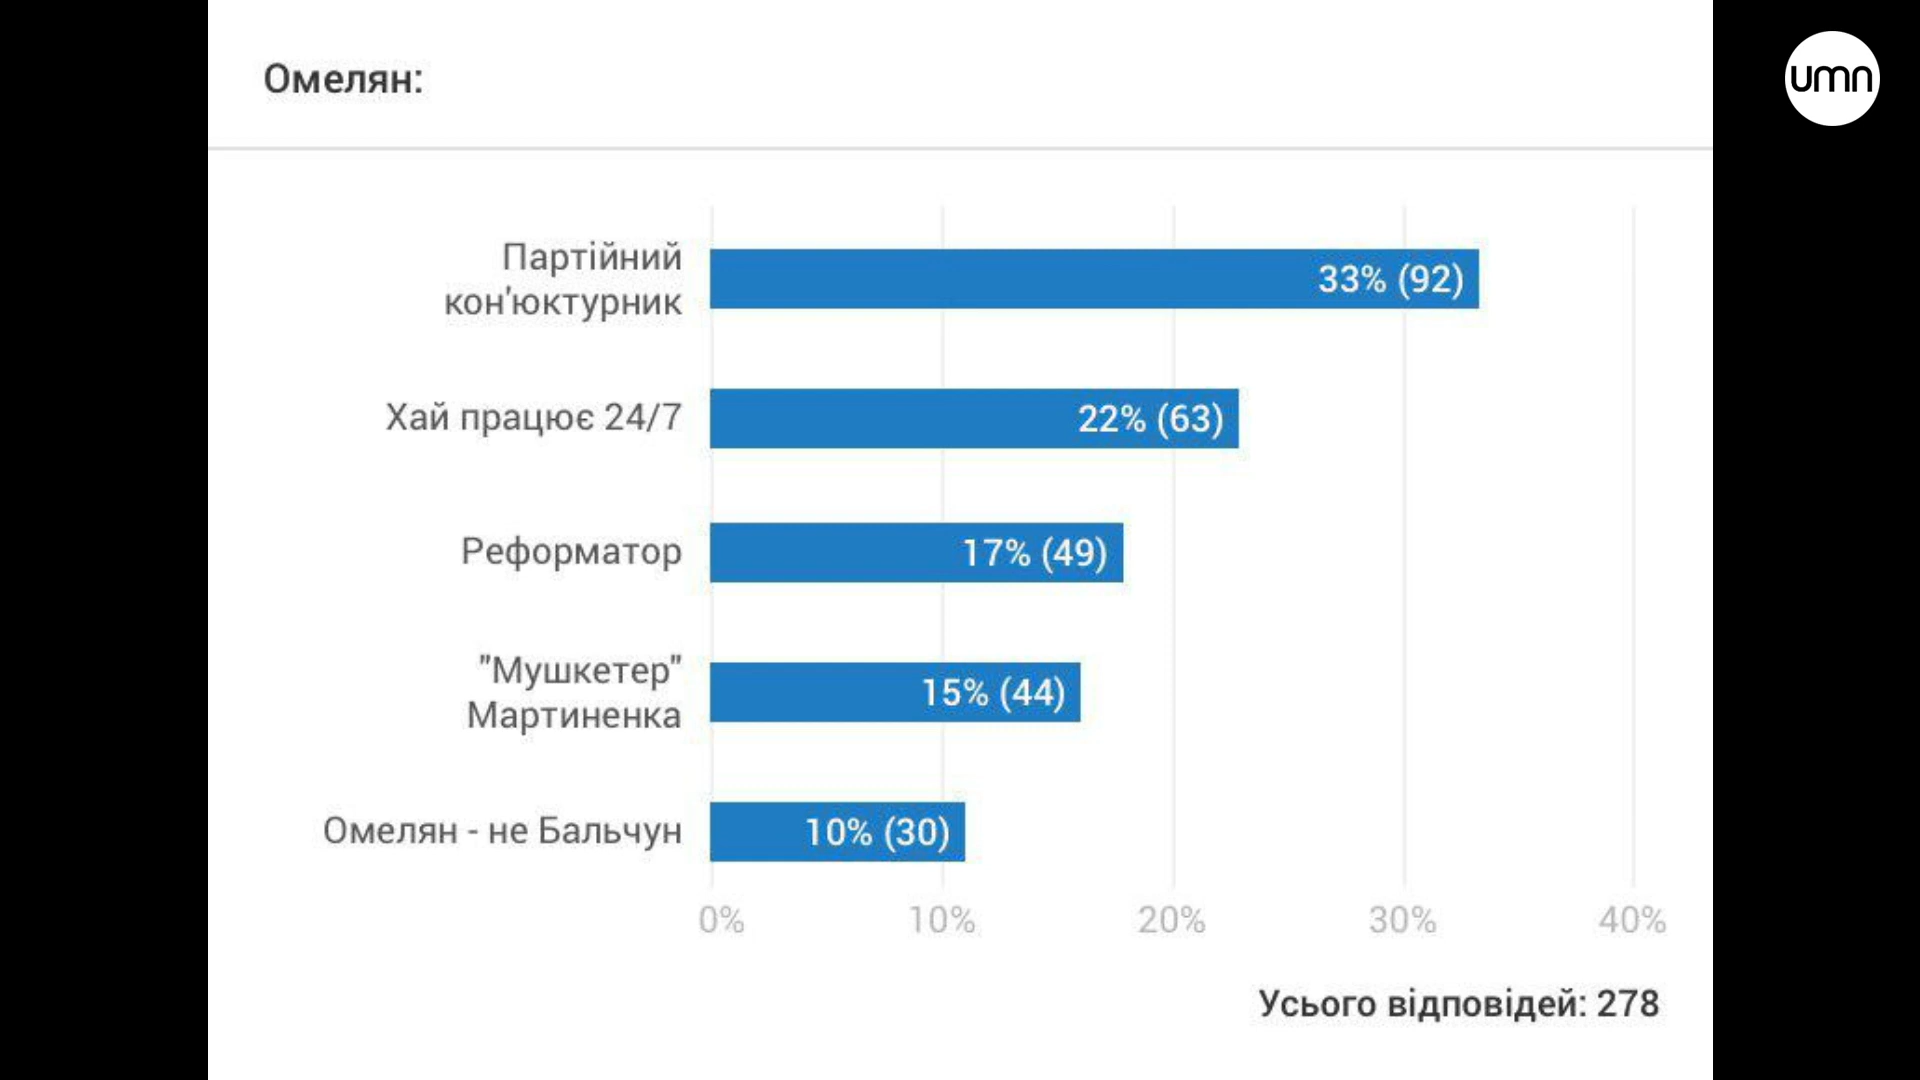 Омелян:
umn
Партійний
кон'юктурник
33% (92)
Хай працює 24/7
22% (63)
Реформатор
17% (49)
"Мушкетер"
Мартиненка
15% (44)
Омелян - не Бальчун
10% (30)
0% 10% 20% 30% 40%
Усього відповідей: 278